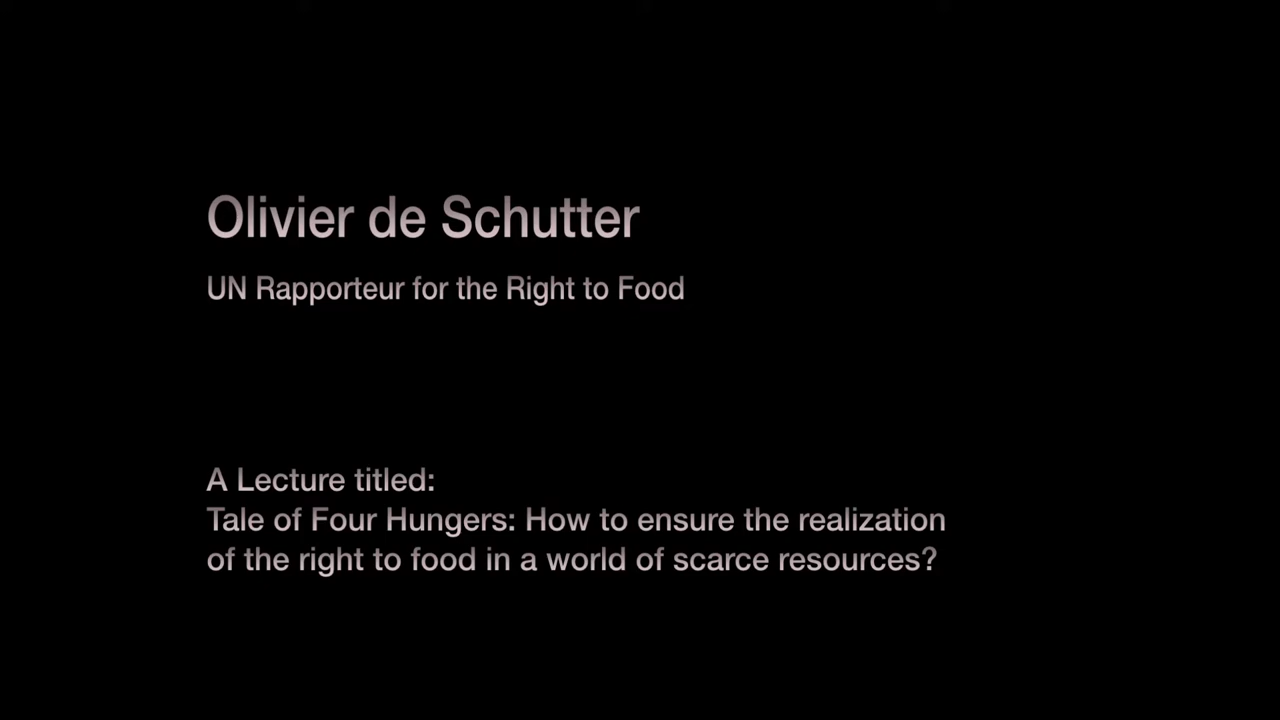 Olivier de Schutter
UN Rapporteur for the Right to Food
A Lecture titled:
Tale of Four Hungers: How to ensure the realization
of the right to food in a world of scarce resources?